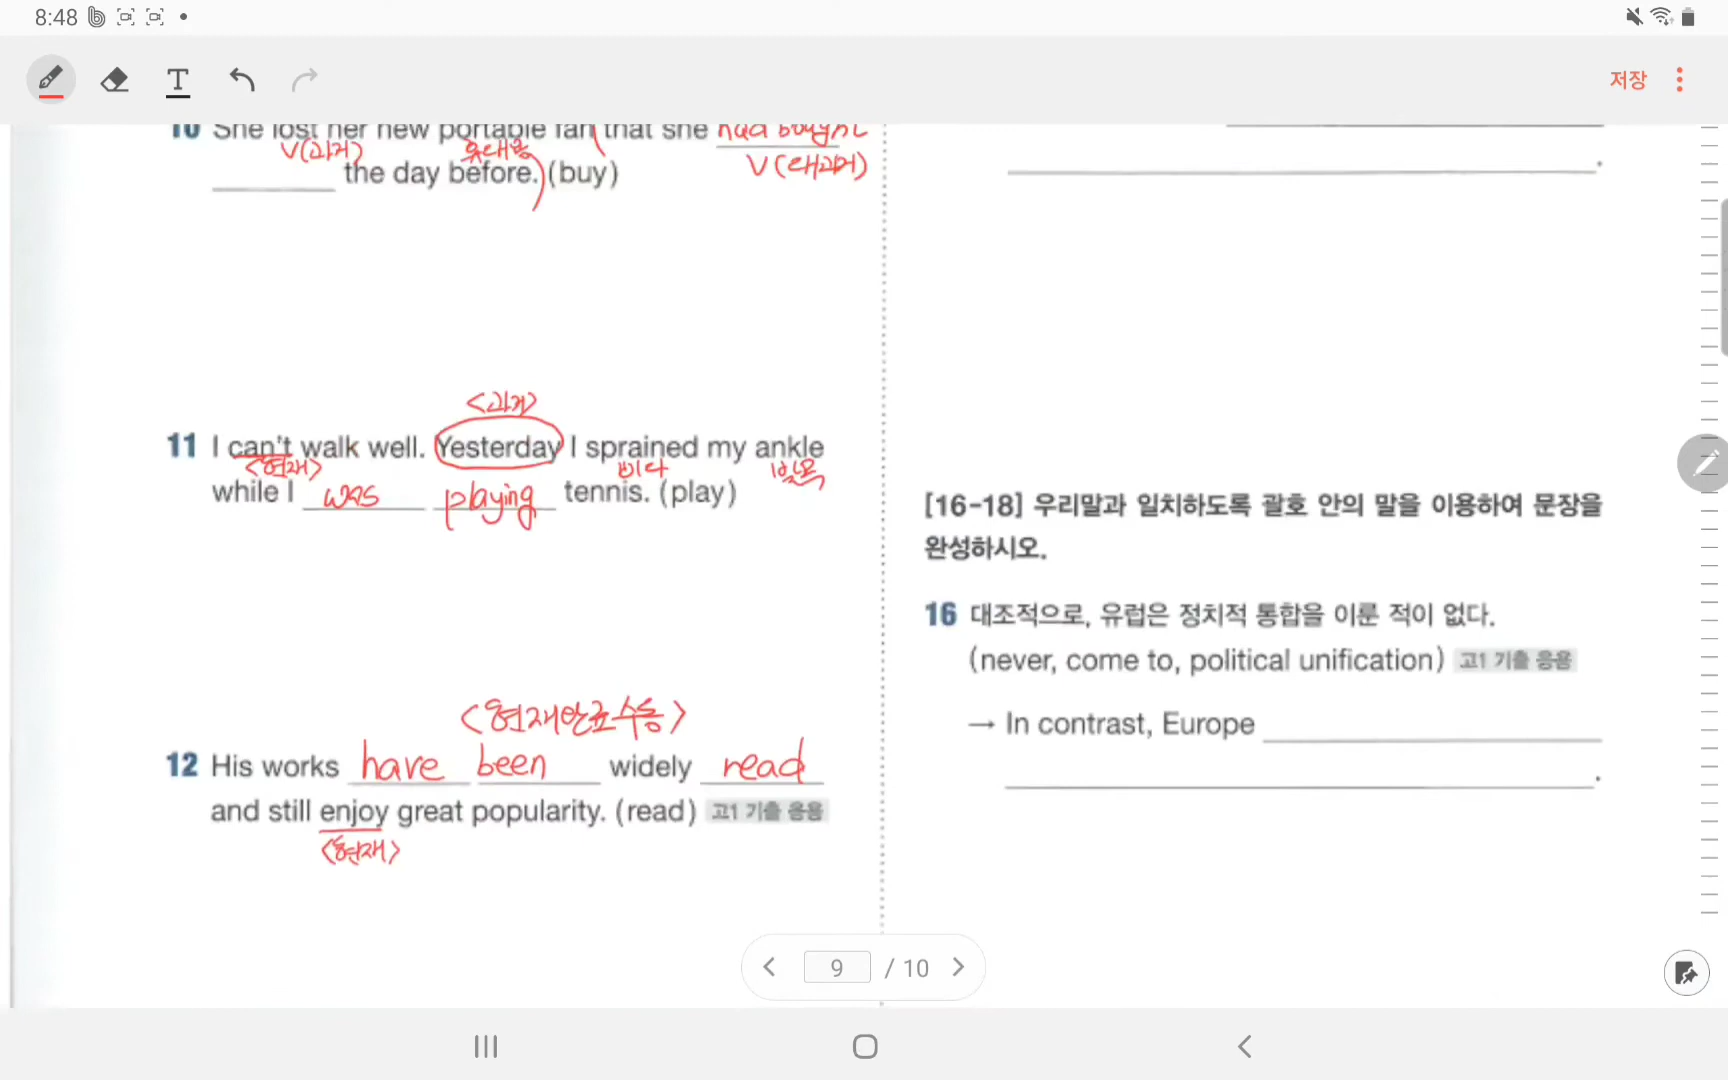 8:48
저장
10 She lost her new portable fan that she had bought
V(과거) 휴대용 V(대과거)
the day before. (buy)
.
<과거>
11 I can't walk well. Yesterday I sprained my ankle
<현재> 삐다 발목
while I was playing tennis. (play)
[16-18] 우리말과 일치하도록 괄호 안의 말을 이용하여 문장을
완성하시오.
16 대조적으로, 유럽은 정치적 통합을 이룬 적이 없다.
(never, come to, political unification) 고1 기출 응용
→ In contrast, Europe
.
<현재완료수동>
12 His works have been widely read
and still enjoy great popularity. (read) 고1 기출 응용
<현재>
9 / 10